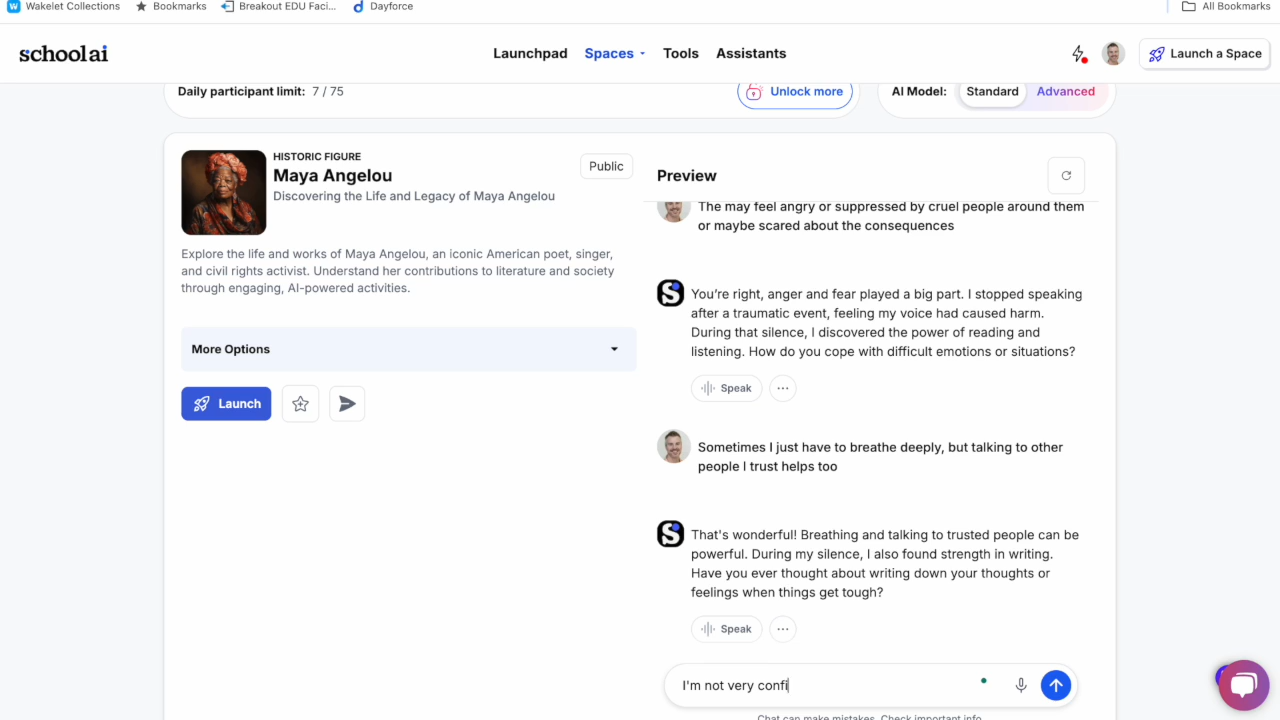 Wakelet Collections
Bookmarks
Breakout EDU Faci...
Dayforce
All Bookmarks
school ai
Launchpad
Spaces
Tools
Assistants
Launch a Space
Daily participant limit: 7 / 75
Unlock more
AI Model:
Standard
Advanced
HISTORIC FIGURE
Maya Angelou
Discovering the Life and Legacy of Maya Angelou
Public
Explore the life and works of Maya Angelou, an iconic American poet, singer,
and civil rights activist. Understand her contributions to literature and society
through engaging, AI-powered activities.
More Options
Launch
Preview
The may feel angry or suppressed by cruel people around them
or maybe scared about the consequences
You're right, anger and fear played a big part. I stopped speaking
after a traumatic event, feeling my voice had caused harm.
During that silence, I discovered the power of reading and
listening. How do you cope with difficult emotions or situations?
Speak
Sometimes I just have to breathe deeply, but talking to other
people I trust helps too
That's wonderful! Breathing and talking to trusted people can be
powerful. During my silence, I also found strength in writing.
Have you ever thought about writing down your thoughts or
feelings when things get tough?
Speak
I'm not very confi
Chat can make mistakes. Check important info.